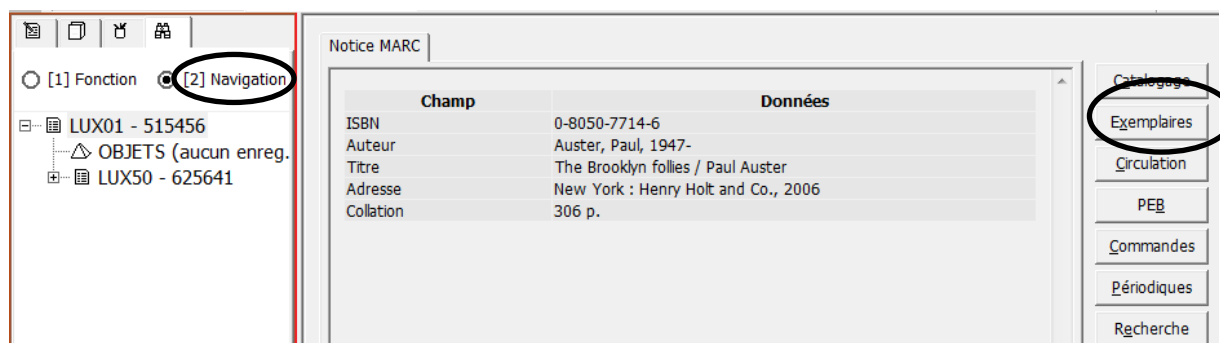 [1] Fonction [2] Navigation
LUX01 - 515456
OBJETS (aucun enreg.
LUX50 - 625641
Notice MARC
Champ Données
ISBN 0-8050-7714-6
Auteur Auster, Paul, 1947-
Titre The Brooklyn follies / Paul Auster
Adresse New York : Henry Holt and Co., 2006
Collation 306 p.
Catalogage
Exemplaires
Circulation
PEB
Commandes
Périodiques
Recherche